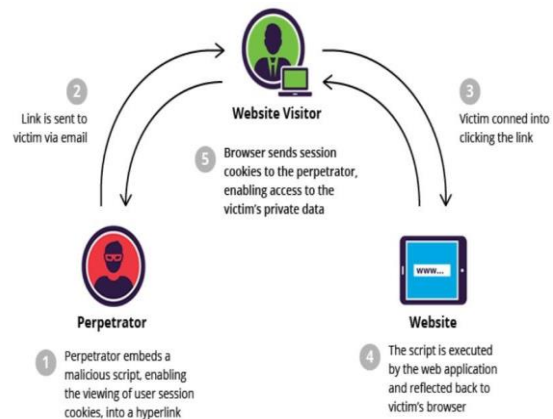 2
Link is sent to
victim via email
Website Visitor
3
Victim conned into
clicking the link
5
Browser sends session
cookies to the perpetrator,
enabling access to the
victim's private data
Perpetrator
1
Perpetrator embeds a
malicious script, enabling
the viewing of user session
cookies, into a hyperlink
www...
Website
4
The script is executed
by the web application
and reflected back to
victim's browser